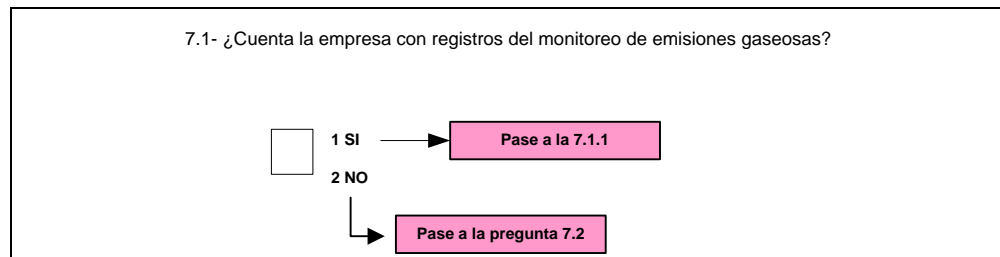 7.1- ¿Cuenta la empresa con registros del monitoreo de emisiones gaseosas?
1 SI
Pase a la 7.1.1
2 NO
Pase a la pregunta 7.2